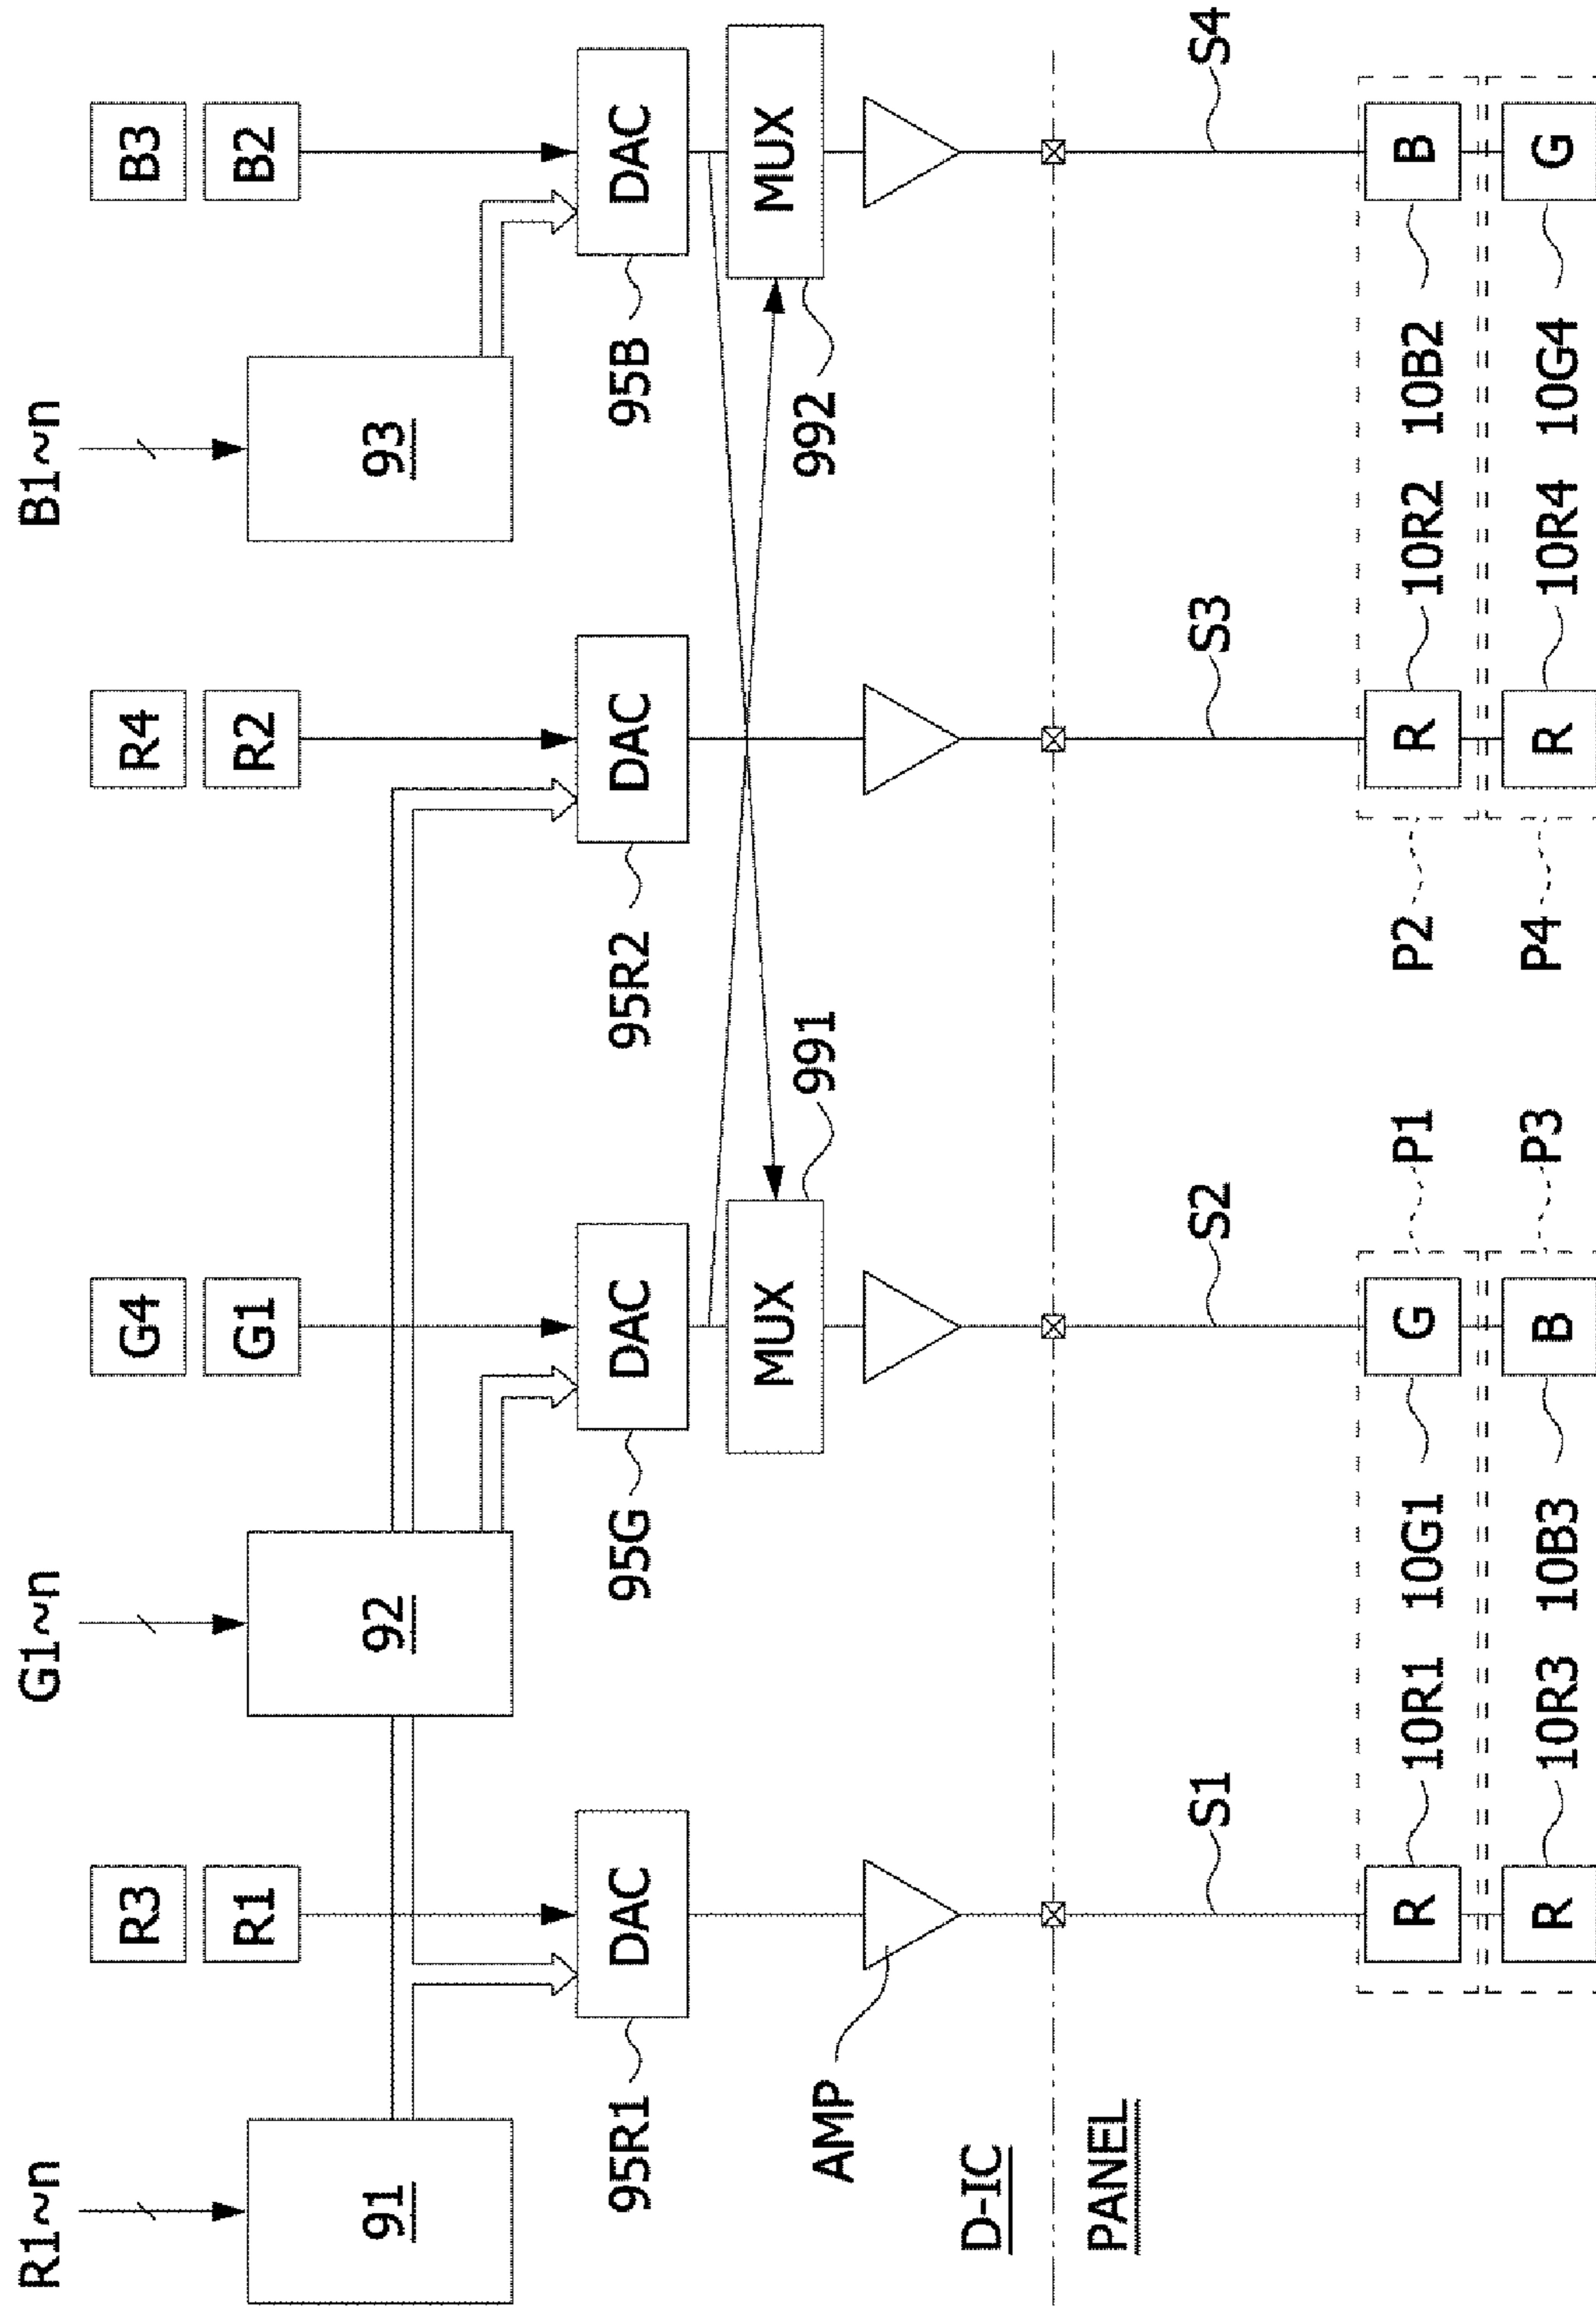 R1~n G1~n B1~n
R3 G4 R4 B3
R1 G1 R2 B2
91 92 93
DAC DAC DAC DAC
95R1 95G 95R2 95B
MUX MUX
991 992
AMP
D-IC
PANEL
S1 S2 S3 S4
R 10R1 10G1 G P1 P2 R 10R2 10B2 B
R 10R3 10B3 B P3 P4 R 10R4 10G4 G